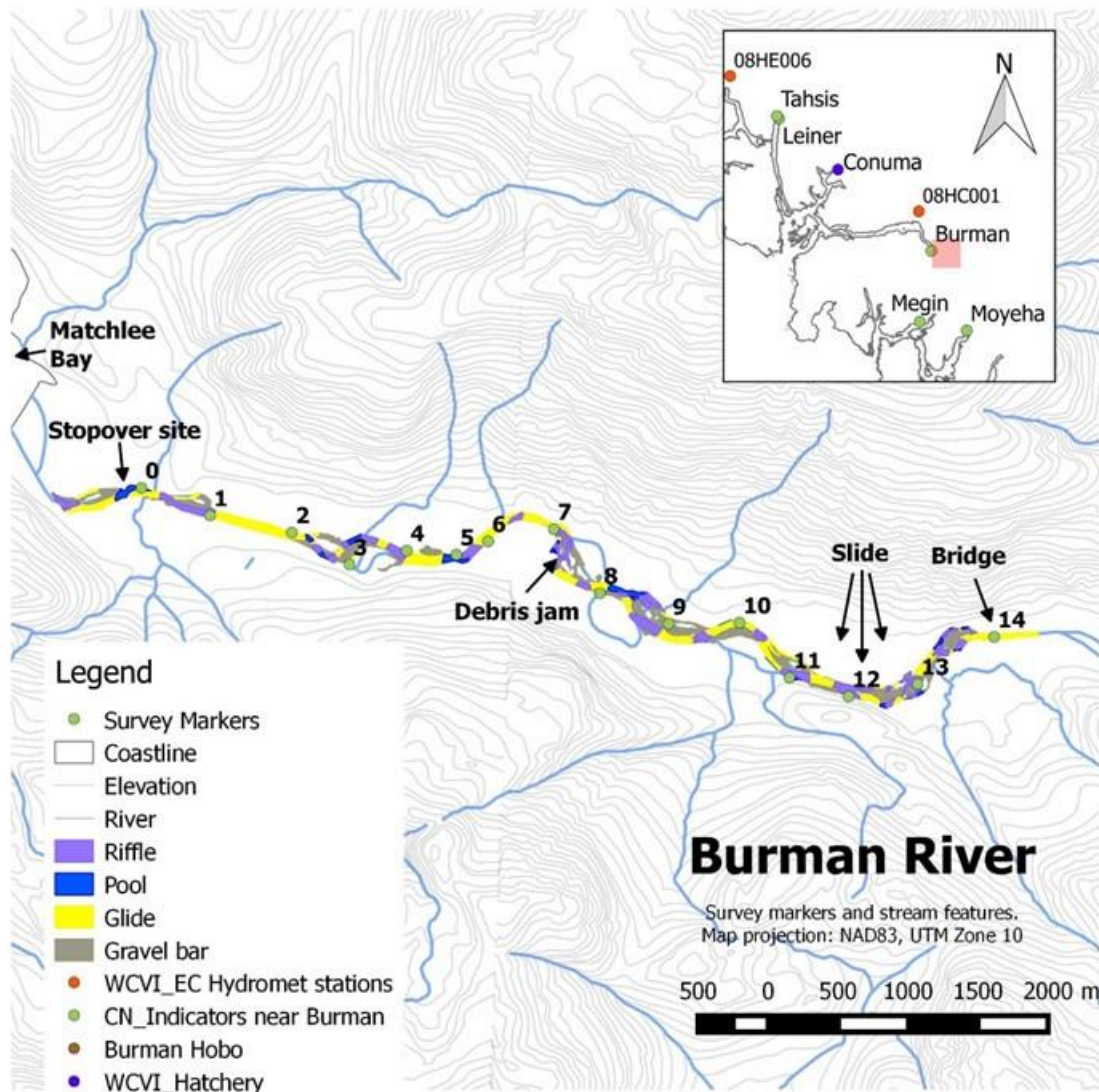 08HE006
N
Tahsis
Leiner
Conuma
08HC001
Burman
Megin
Moyeha
Matchlee
Bay
Stopover site
0
1
2
3
4
5
6
7
8
9
10
11
12
13
14
Debris jam
Slide
Bridge
Legend
Survey Markers
Coastline
Elevation
River
Riffle
Pool
Glide
Gravel bar
WCVI_EC Hydromet stations
CN_Indicators near Burman
Burman Hobo
WCVI_Hatchery
Burman River
Survey markers and stream features.
Map projection: NAD83, UTM Zone 10
500 0 500 1000 1500 2000 m